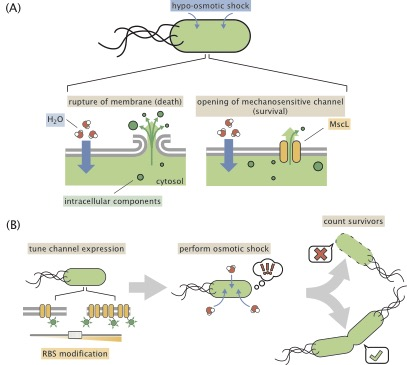 (A)
hypo-osmotic shock
rupture of membrane (death)
opening of mechanosensitive channel
(survival)
H₂O
MscL
cytosol
intracellular components
(B)
count survivors
tune channel expression
perform osmotic shock
!!!
RBS modification